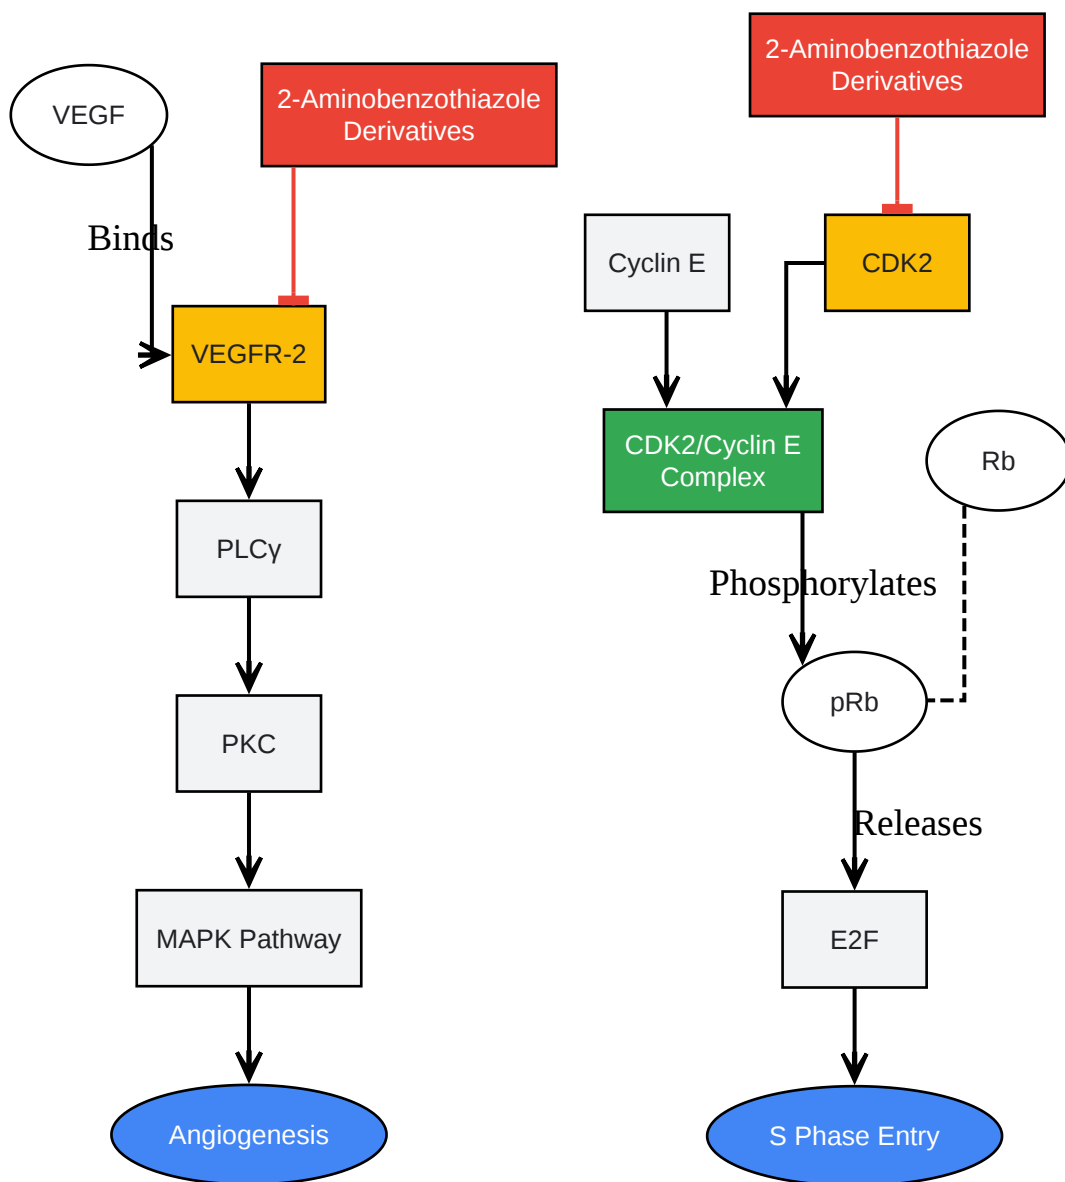 VEGF
2-Aminobenzothiazole
Derivatives
Binds
VEGFR-2
PLCγ
PKC
MAPK Pathway
Angiogenesis
2-Aminobenzothiazole
Derivatives
Cyclin E
CDK2
CDK2/Cyclin E
Complex
Rb
Phosphorylates
pRb
Releases
E2F
S Phase Entry